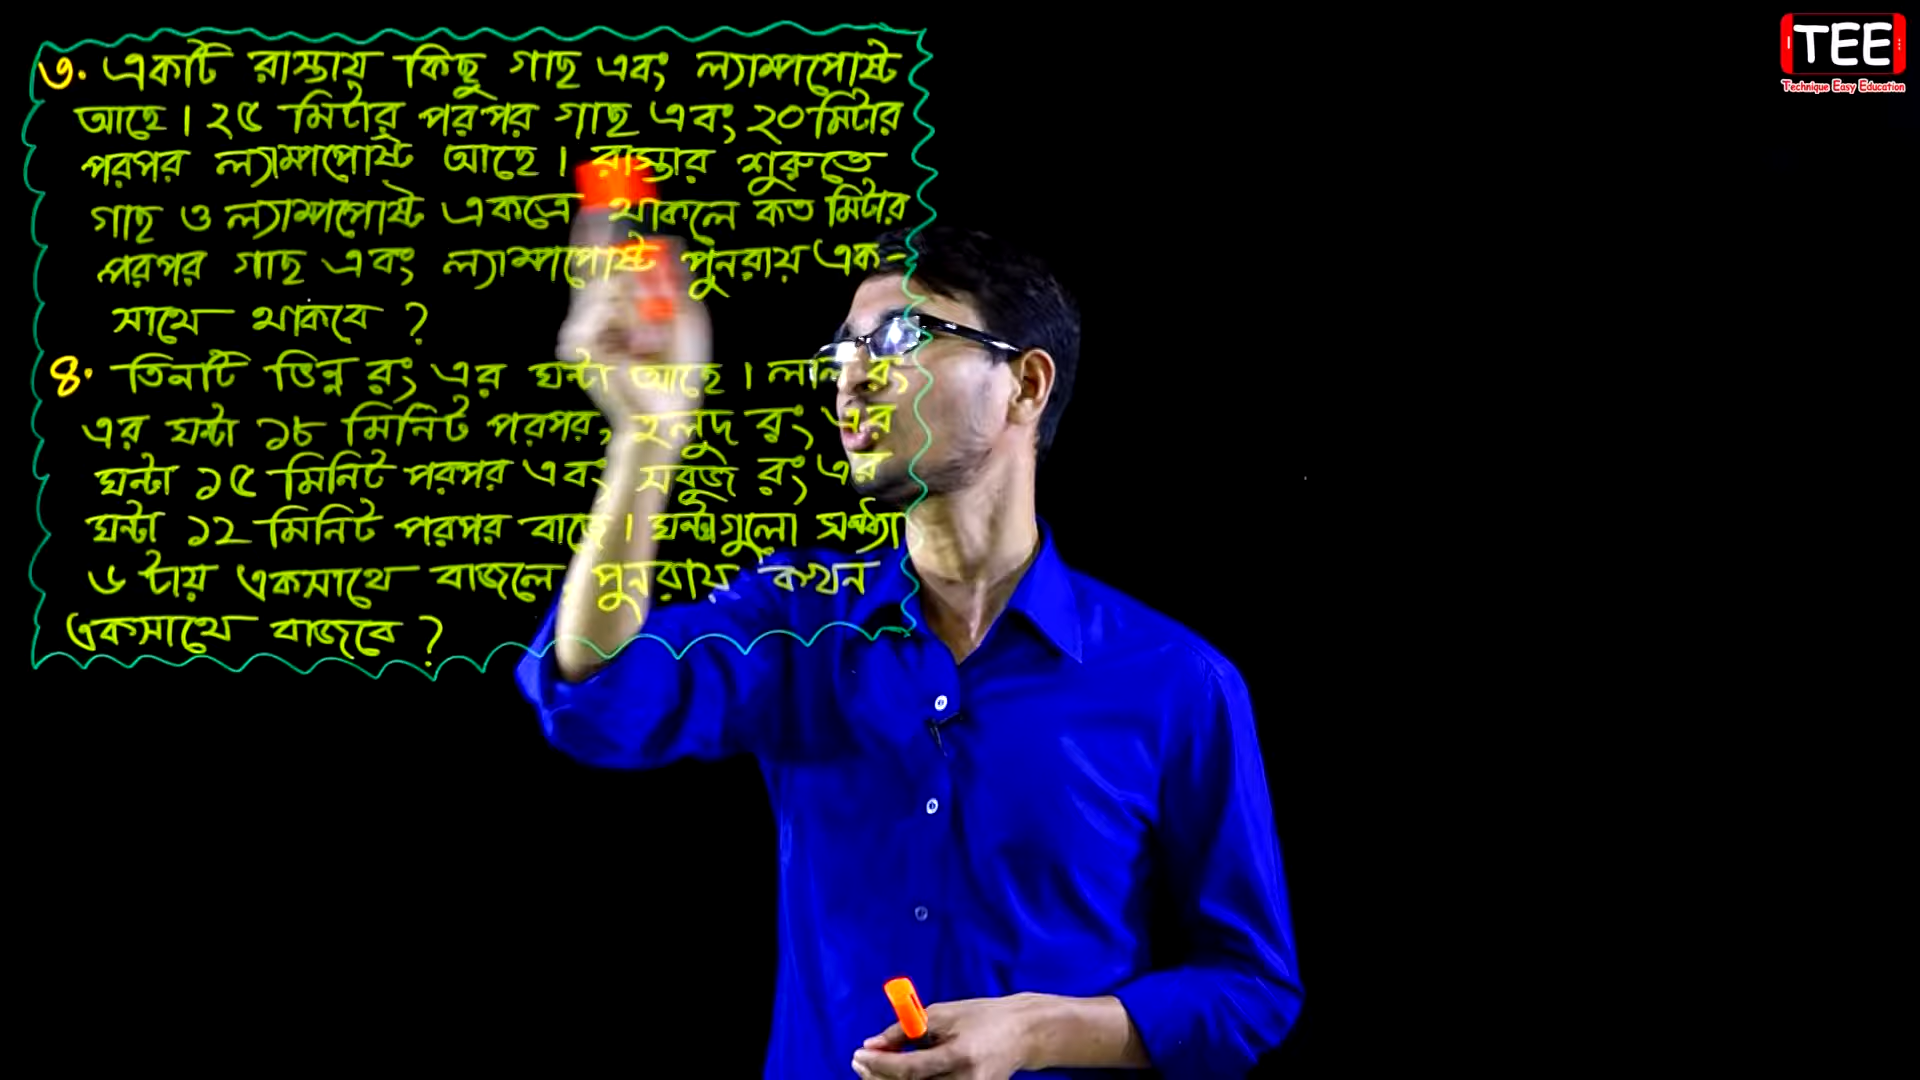 ৩. একটি রাস্তায় কিছু গাছ এবং ল্যাম্পপোষ্ট
আছে। ২৫ মিটার পরপর গাছ এবং ২০ মিটার
পরপর ল্যাম্পপোষ্ট আছে। রাস্তার শুরুতে
গাছ ও ল্যাম্পপোষ্ট একত্রে থাকলে কত মিটার
পরপর গাছ এবং ল্যাম্পপোষ্ট পুনরায় এক-
সাথে থাকবে ?
৪. তিনটি ভিন্ন রং এর ঘন্টা আছে। লাল রং
এর ঘন্টা ১৮ মিনিট পরপর, হলুদ রং এর
ঘন্টা ১৫ মিনিট পরপর এবং সবুজ রং এর
ঘন্টা ১২ মিনিট পরপর বাজে। ঘন্টাগুলো সন্ধ্যা
৬ টায় একসাথে বাজলে পুনরায় কখন
একসাথে বাজবে ?
TEE
Technique Easy Education